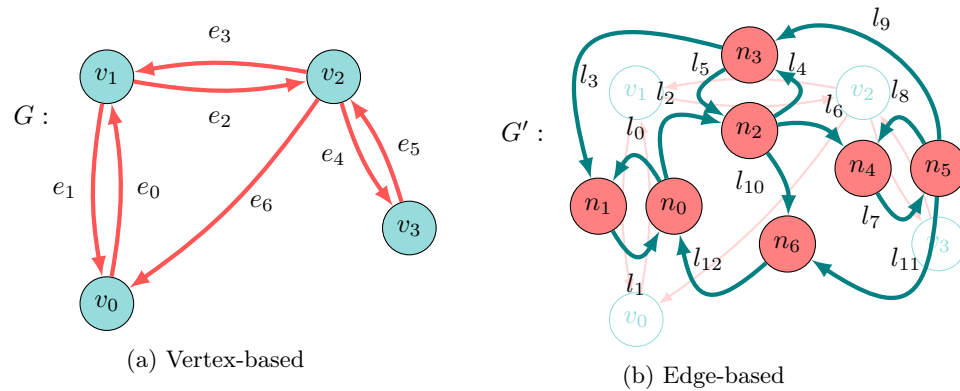 G :
v₁
v₂
v₀
v₃
e₃
e₂
e₁
e₀
e₄
e₅
e₆
(a) Vertex-based
G′ :
n₃
n₂
n₁
n₀
n₄
n₅
n₆
v₁
v₂
v₀
v₃
l₉
l₃
l₅
l₄
l₂
l₆
l₈
l₀
l₁₀
l₇
l₁₂
l₁₁
l₁
(b) Edge-based